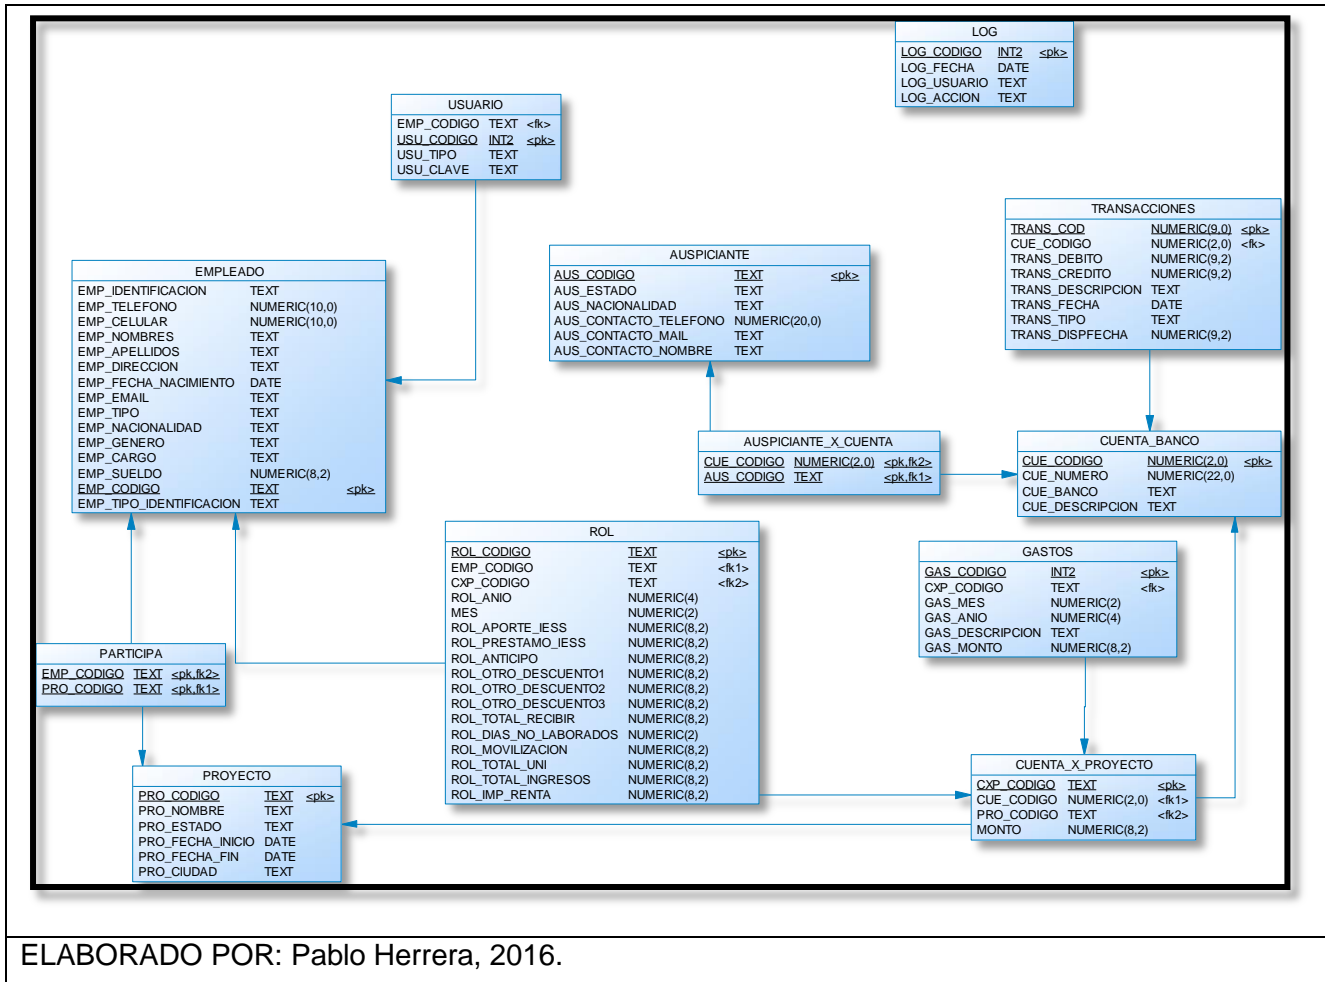 LOG
LOG_CODIGO INT2 <pk>
LOG_FECHA DATE
LOG_USUARIO TEXT
LOG_ACCION TEXT
USUARIO
EMP_CODIGO TEXT <fk>
USU_CODIGO INT2 <pk>
USU_TIPO TEXT
USU_CLAVE TEXT
TRANSACCIONES
TRANS_COD NUMERIC(9,0) <pk>
CUE_CODIGO NUMERIC(2,0) <fk>
TRANS_DEBITO NUMERIC(9,2)
TRANS_CREDITO NUMERIC(9,2)
TRANS_DESCRIPCION TEXT
TRANS_FECHA DATE
TRANS_TIPO TEXT
TRANS_DISPFECHA NUMERIC(9,2)
AUSPICIANTE
AUS_CODIGO TEXT <pk>
AUS_ESTADO TEXT
AUS_NACIONALIDAD TEXT
AUS_CONTACTO_TELEFONO NUMERIC(20,0)
AUS_CONTACTO_MAIL TEXT
AUS_CONTACTO_NOMBRE TEXT
EMPLEADO
EMP_IDENTIFICACION TEXT
EMP_TELEFONO NUMERIC(10,0)
EMP_CELULAR NUMERIC(10,0)
EMP_NOMBRES TEXT
EMP_APELLIDOS TEXT
EMP_DIRECCION TEXT
EMP_FECHA_NACIMIENTO DATE
EMP_EMAIL TEXT
EMP_TIPO TEXT
EMP_NACIONALIDAD TEXT
EMP_GENERO TEXT
EMP_CARGO TEXT
EMP_SUELDO NUMERIC(8,2)
EMP_CODIGO TEXT <pk>
EMP_TIPO_IDENTIFICACION TEXT
AUSPICIANTE_X_CUENTA
CUE_CODIGO NUMERIC(2,0) <pk,fk2>
AUS_CODIGO TEXT <pk,fk1>
CUENTA_BANCO
CUE_CODIGO NUMERIC(2,0) <pk>
CUE_NUMERO NUMERIC(22,0)
CUE_BANCO TEXT
CUE_DESCRIPCION TEXT
ROL
ROL_CODIGO TEXT <pk>
EMP_CODIGO TEXT <fk1>
CXP_CODIGO TEXT <fk2>
ROL_ANIO NUMERIC(4)
MES NUMERIC(2)
ROL_APORTE_IESS NUMERIC(8,2)
ROL_PRESTAMO_IESS NUMERIC(8,2)
ROL_ANTICIPO NUMERIC(8,2)
ROL_OTRO_DESCUENTO1 NUMERIC(8,2)
ROL_OTRO_DESCUENTO2 NUMERIC(8,2)
ROL_OTRO_DESCUENTO3 NUMERIC(8,2)
ROL_TOTAL_RECIBIR NUMERIC(8,2)
ROL_DIAS_NO_LABORADOS NUMERIC(2)
ROL_MOVILIZACION NUMERIC(8,2)
ROL_TOTAL_UNI NUMERIC(8,2)
ROL_TOTAL_INGRESOS NUMERIC(8,2)
ROL_IMP_RENTA NUMERIC(8,2)
GASTOS
GAS_CODIGO INT2 <pk>
CXP_CODIGO TEXT <fk>
GAS_MES NUMERIC(2)
GAS_ANIO NUMERIC(4)
GAS_DESCRIPCION TEXT
GAS_MONTO NUMERIC(8,2)
PARTICIPA
EMP_CODIGO TEXT <pk,fk2>
PRO_CODIGO TEXT <pk,fk1>
PROYECTO
PRO_CODIGO TEXT <pk>
PRO_NOMBRE TEXT
PRO_ESTADO TEXT
PRO_FECHA_INICIO DATE
PRO_FECHA_FIN DATE
PRO_CIUDAD TEXT
CUENTA_X_PROYECTO
CXP_CODIGO TEXT <pk>
CUE_CODIGO NUMERIC(2,0) <fk1>
PRO_CODIGO TEXT <fk2>
MONTO NUMERIC(8,2)
ELABORADO POR: Pablo Herrera, 2016.